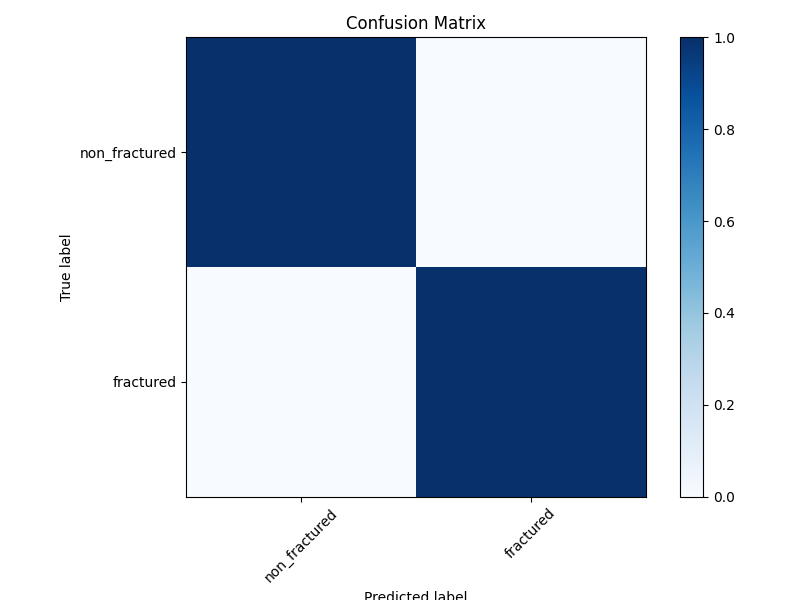 Confusion Matrix
1.0
0.8
0.6
0.4
0.2
0.0
True label
non_fractured
fractured
non_fractured
fractured
Predicted label